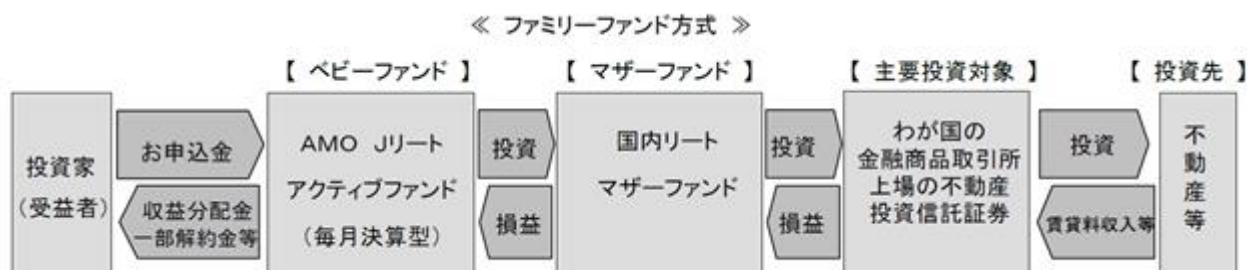 ≪ ファミリーファンド方式 ≫
【 ベビーファンド 】
【 マザーファンド 】
【 主要投資対象 】
【 投資先 】
投資家
（受益者）
お申込金
収益分配金
一部解約金等
ＡＭＯ Ｊリート
アクティブファンド
（毎月決算型）
投資
損益
国内リート
マザーファンド
投資
損益
わが国の
金融商品取引所
上場の不動産
投資信託証券
投資
賃貸料収入等
不
動
産
等